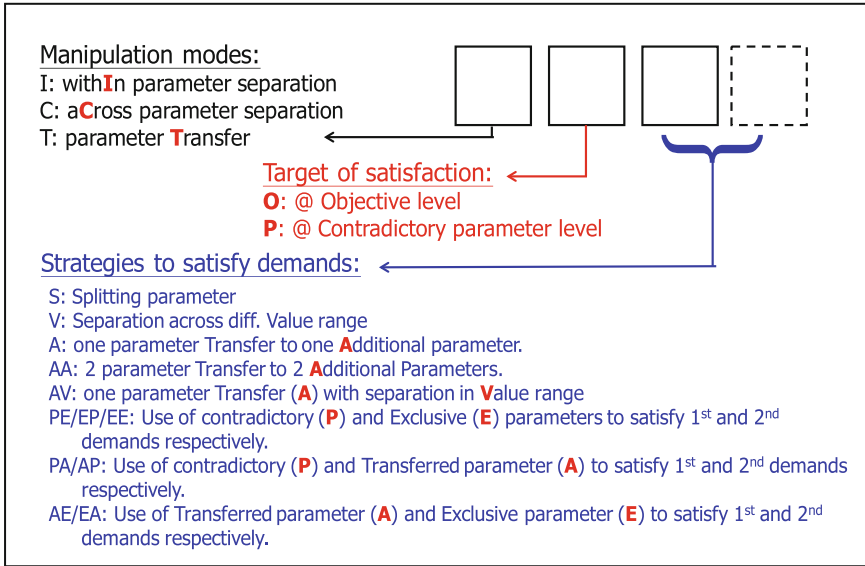 Manipulation modes:
I: withIn parameter separation
C: aCross parameter separation
T: parameter Transfer
Target of satisfaction:
O: @ Objective level
P: @ Contradictory parameter level
Strategies to satisfy demands:
S: Splitting parameter
V: Separation across diff. Value range
A: one parameter Transfer to one Additional parameter.
AA: 2 parameter Transfer to 2 Additional Parameters.
AV: one parameter Transfer (A) with separation in Value range
PE/EP/EE: Use of contradictory (P) and Exclusive (E) parameters to satisfy 1st and 2nd
demands respectively.
PA/AP: Use of contradictory (P) and Transferred parameter (A) to satisfy 1st and 2nd demands
respectively.
AE/EA: Use of Transferred parameter (A) and Exclusive parameter (E) to satisfy 1st and 2nd
demands respectively.